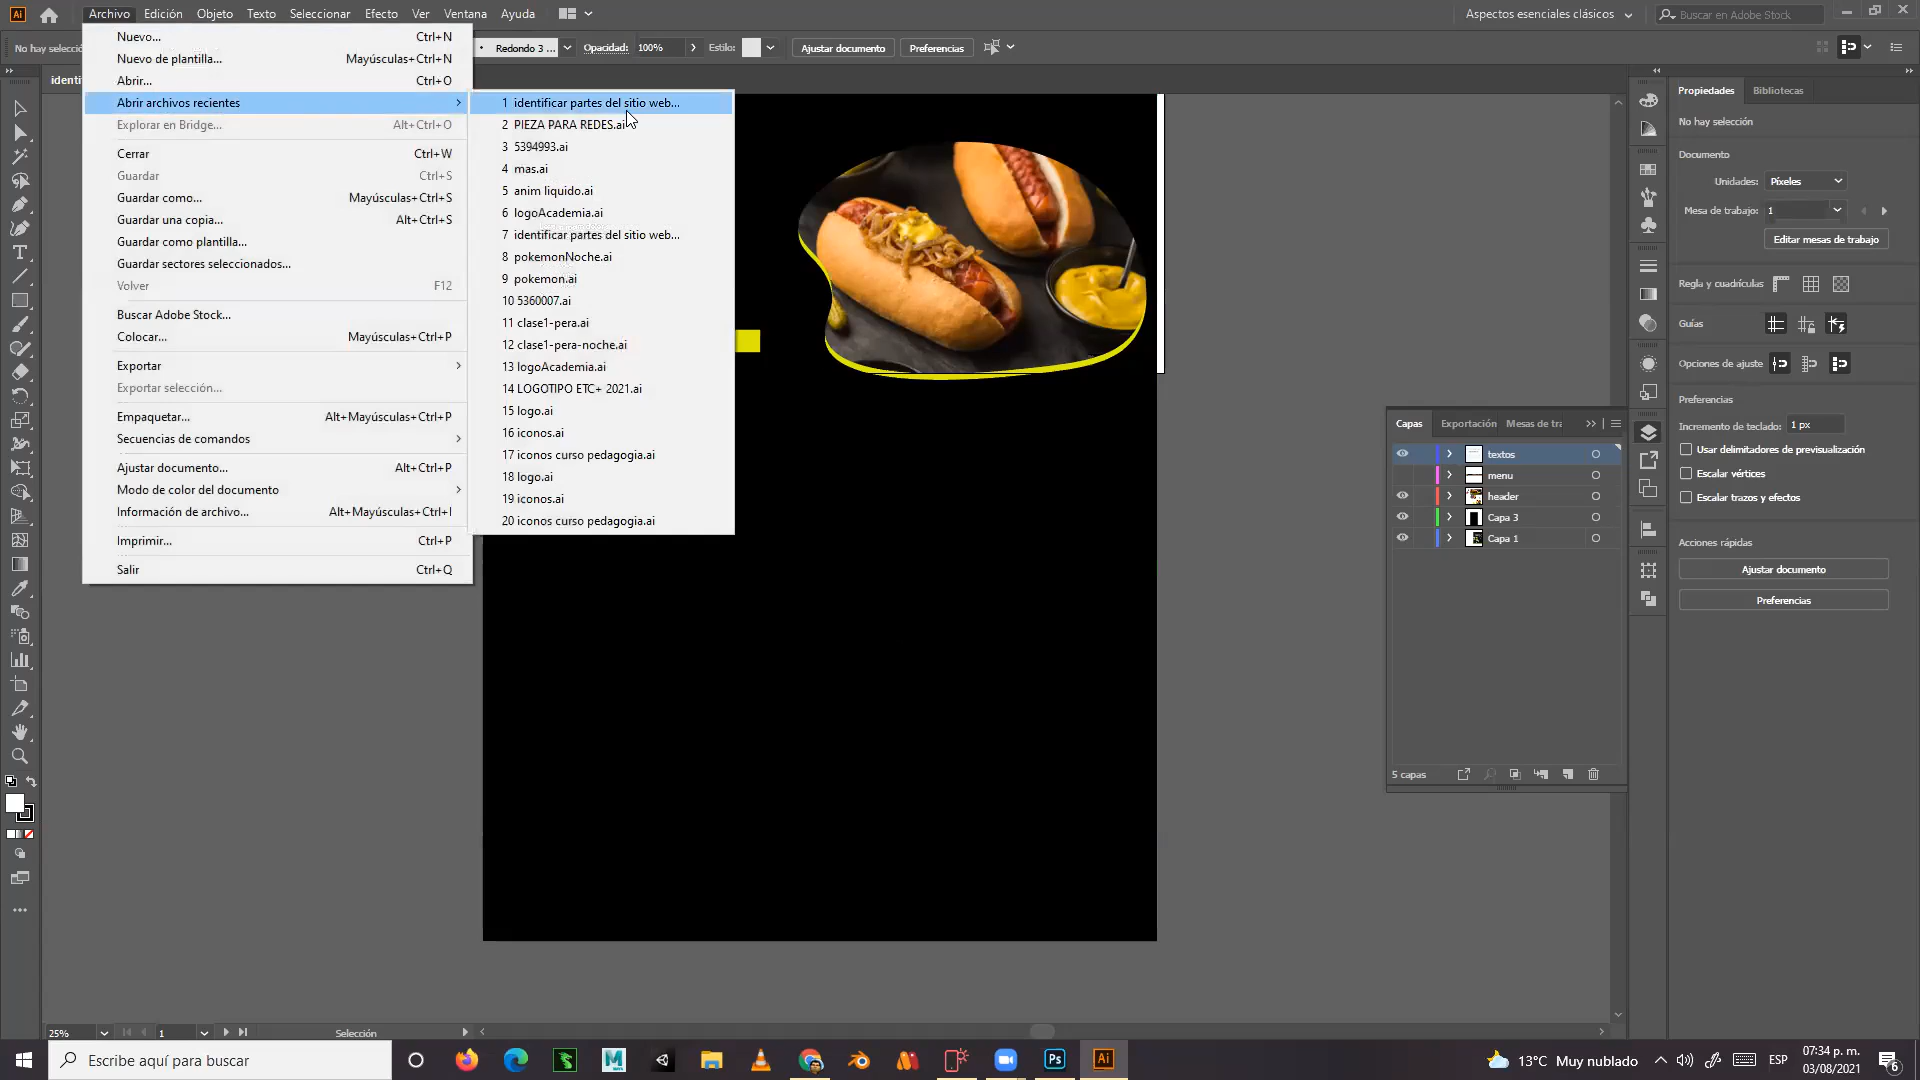 Archivo Edición Objeto Texto Seleccionar Efecto Ver Ventana Ayuda
Aspectos esenciales clásicos
Buscar en Adobe Stock
No hay selecció
Redondo 3 ...
Opacidad: 100%
Estilo:
Ajustar documento
Preferencias
identi
Nuevo... Ctrl+N
Nuevo de plantilla... Mayúsculas+Ctrl+N
Abrir... Ctrl+O
Abrir archivos recientes
Explorar en Bridge... Alt+Ctrl+O
Cerrar Ctrl+W
Guardar Ctrl+S
Guardar como... Mayúsculas+Ctrl+S
Guardar una copia... Alt+Ctrl+S
Guardar como plantilla...
Guardar sectores seleccionados...
Volver F12
Buscar Adobe Stock...
Colocar... Mayúsculas+Ctrl+P
Exportar
Exportar selección...
Empaquetar... Alt+Mayúsculas+Ctrl+P
Secuencias de comandos
Ajustar documento... Alt+Ctrl+P
Modo de color del documento
Información de archivo... Alt+Mayúsculas+Ctrl+I
Imprimir... Ctrl+P
Salir Ctrl+Q
1 identificar partes del sitio web...
2 PIEZA PARA REDES.ai
3 5394993.ai
4 mas.ai
5 anim liquido.ai
6 logoAcademia.ai
7 identificar partes del sitio web...
8 pokemonNoche.ai
9 pokemon.ai
10 5360007.ai
11 clase1-pera.ai
12 clase1-pera-noche.ai
13 logoAcademia.ai
14 LOGOTIPO ETC+ 2021.ai
15 logo.ai
16 iconos.ai
17 iconos curso pedagogia.ai
18 logo.ai
19 iconos.ai
20 iconos curso pedagogia.ai
Capas Exportación Mesas de tra
textos
menu
header
Capa 3
Capa 1
5 capas
Propiedades Bibliotecas
No hay selección
Documento
Unidades: Píxeles
Mesa de trabajo: 1
Editar mesas de trabajo
Regla y cuadrículas
Guías
Opciones de ajuste
Preferencias
Incremento de teclado: 1 px
Usar delimitadores de previsualización
Escalar vértices
Escalar trazos y efectos
Acciones rápidas
Ajustar documento
Preferencias
25% 1 Selección
Escribe aquí para buscar
13°C Muy nublado
ESP
07:34 p. m.
03/08/2021
6